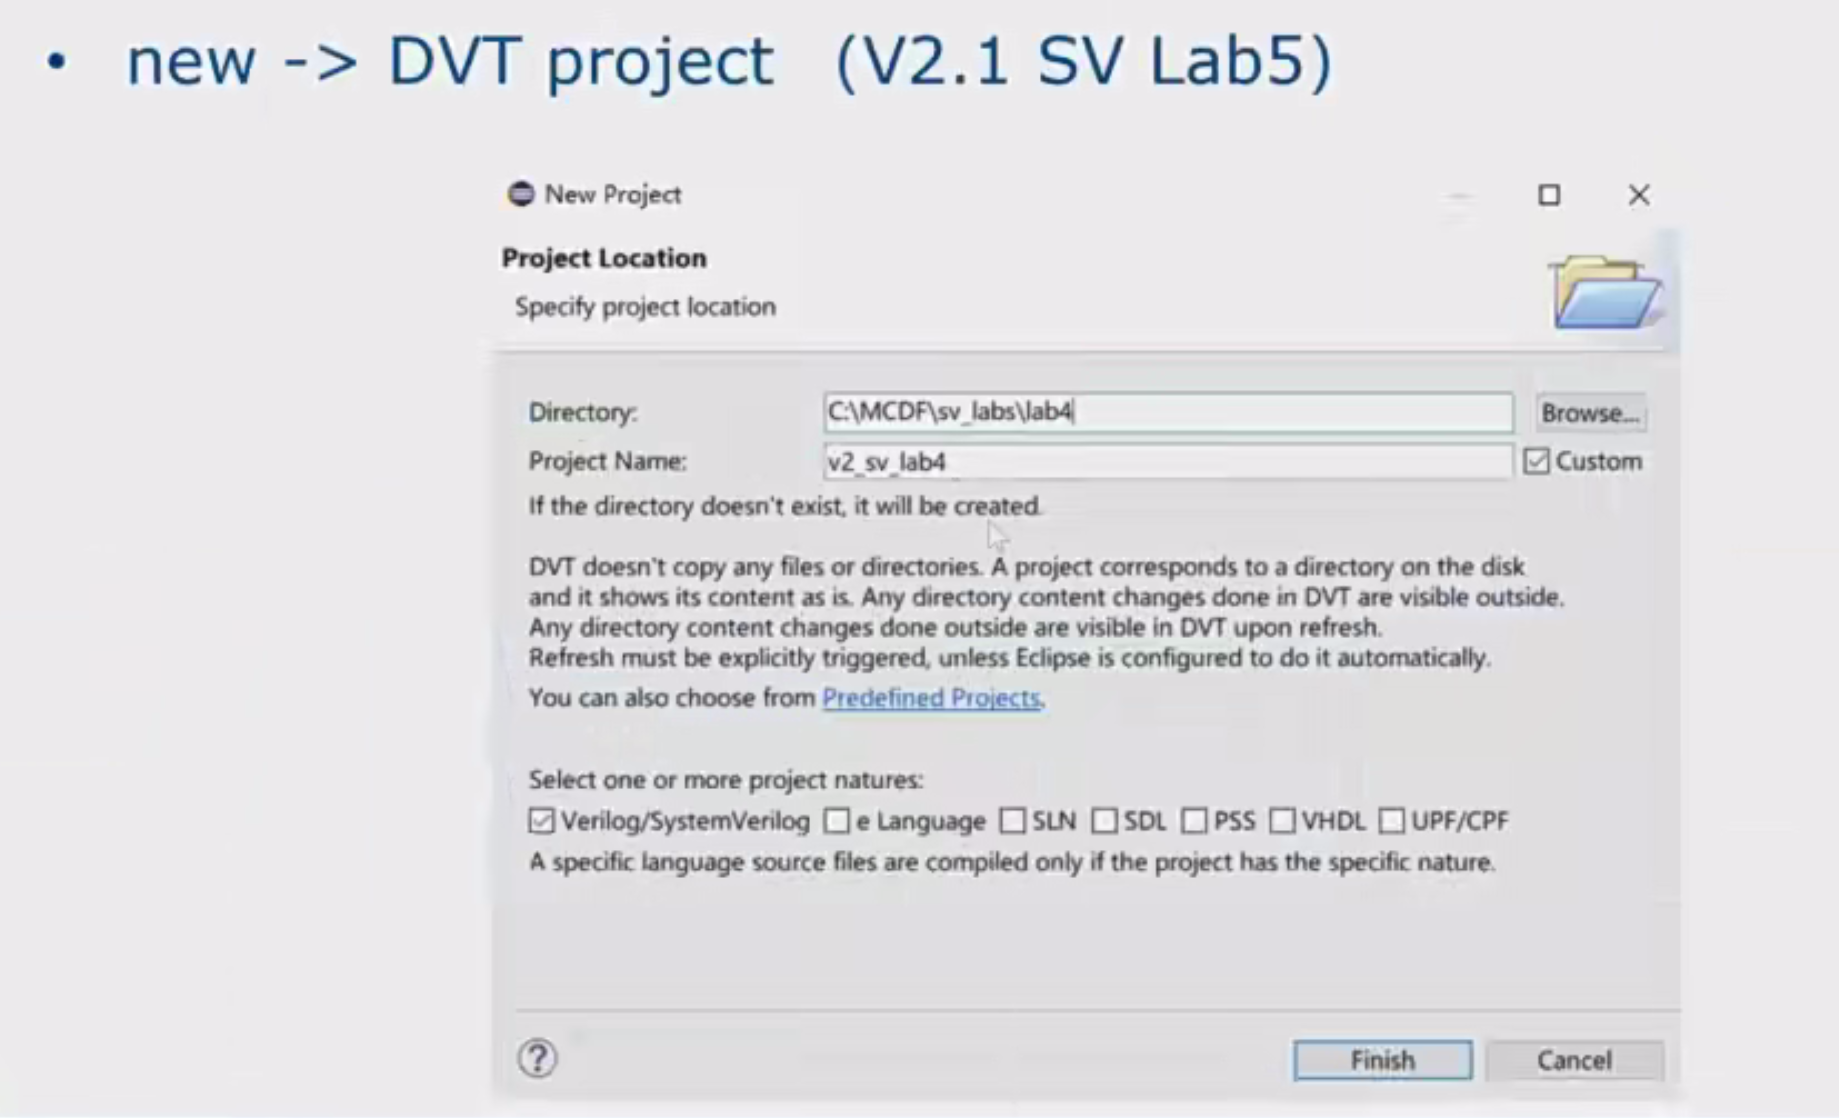 • new -> DVT project (V2.1 SV Lab5)
New Project
Project Location
Specify project location
Directory: C:\MCDF\sv_labs\lab4 Browse...
Project Name: v2_sv_lab4 Custom
If the directory doesn't exist, it will be created.
DVT doesn't copy any files or directories. A project corresponds to a directory on the disk
and it shows its content as is. Any directory content changes done in DVT are visible outside.
Any directory content changes done outside are visible in DVT upon refresh.
Refresh must be explicitly triggered, unless Eclipse is configured to do it automatically.
You can also choose from Predefined Projects.
Select one or more project natures:
Verilog/SystemVerilog e Language SLN SDL PSS VHDL UPF/CPF
A specific language source files are compiled only if the project has the specific nature.
? Finish Cancel